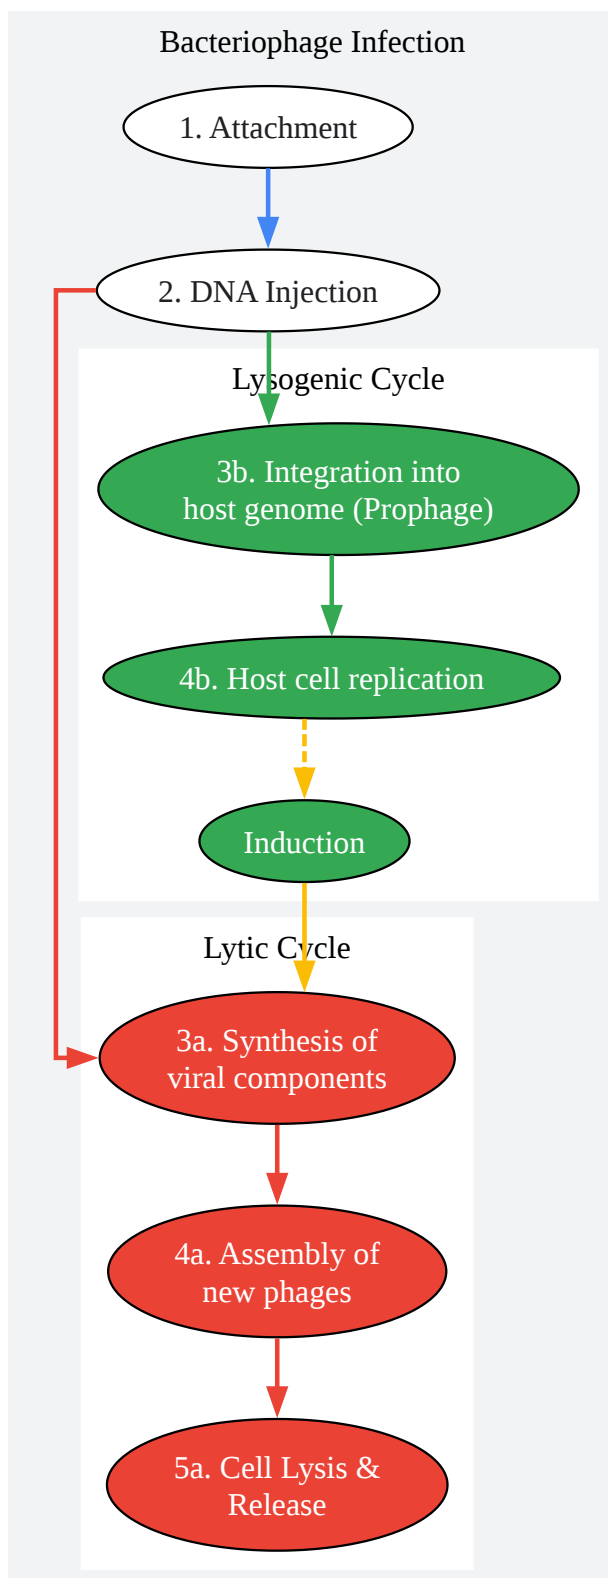 Bacteriophage Infection
1. Attachment
2. DNA Injection
Lysogenic Cycle
3b. Integration into
host genome (Prophage)
4b. Host cell replication
Induction
Lytic Cycle
3a. Synthesis of
viral components
4a. Assembly of
new phages
5a. Cell Lysis &
Release